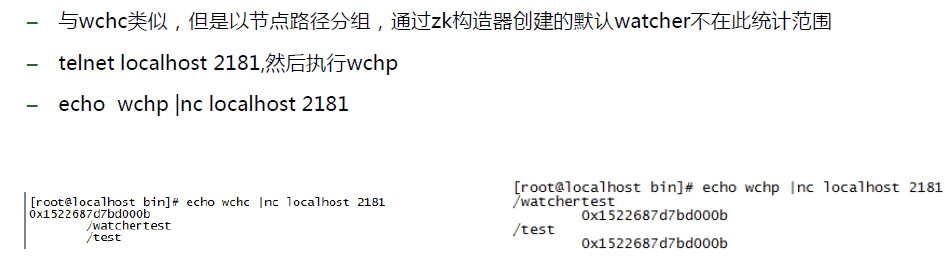 – 与wchc类似，但是以节点路径分组，通过zk构造器创建的默认watcher不在此统计范围
– telnet localhost 2181,然后执行wchp
– echo wchp |nc localhost 2181
[root@localhost bin]# echo wchc |nc localhost 2181
0x1522687d7bd000b
/watchertest
/test
[root@localhost bin]# echo wchp |nc localhost 2181
/watchertest
0x1522687d7bd000b
/test
0x1522687d7bd000b